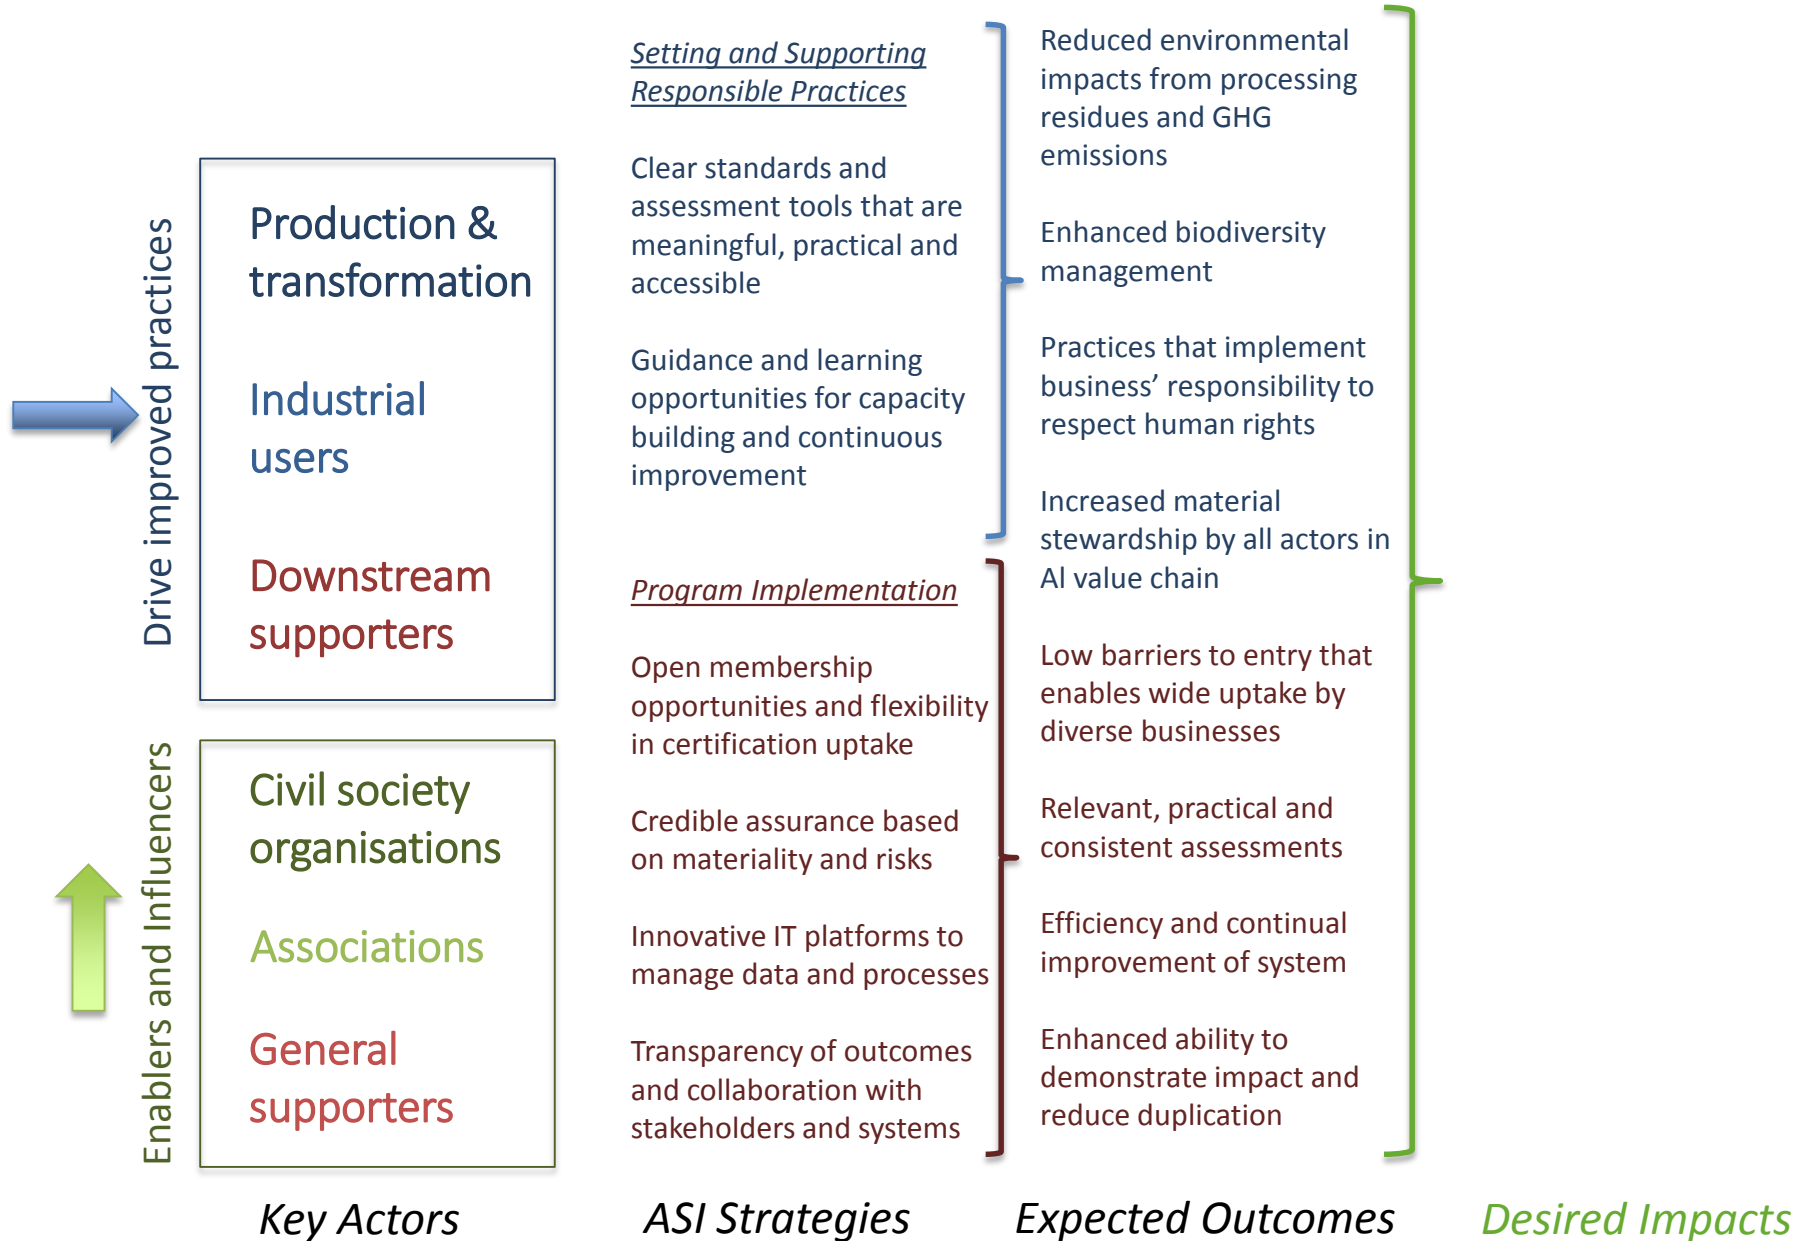 Drive improved practices
Production &
transformation
Industrial
users
Downstream
supporters
Enablers and Influencers
Civil society
organisations
Associations
General
supporters
Key Actors
Setting and Supporting
Responsible Practices
Clear standards and
assessment tools that are
meaningful, practical and
accessible
Guidance and learning
opportunities for capacity
building and continuous
improvement
Program Implementation
Open membership
opportunities and flexibility
in certification uptake
Credible assurance based
on materiality and risks
Innovative IT platforms to
manage data and processes
Transparency of outcomes
and collaboration with
stakeholders and systems
ASI Strategies
Reduced environmental
impacts from processing
residues and GHG
emissions
Enhanced biodiversity
management
Practices that implement
business’ responsibility to
respect human rights
Increased material
stewardship by all actors in
Al value chain
Low barriers to entry that
enables wide uptake by
diverse businesses
Relevant, practical and
consistent assessments
Efficiency and continual
improvement of system
Enhanced ability to
demonstrate impact and
reduce duplication
Expected Outcomes
Desired Impacts